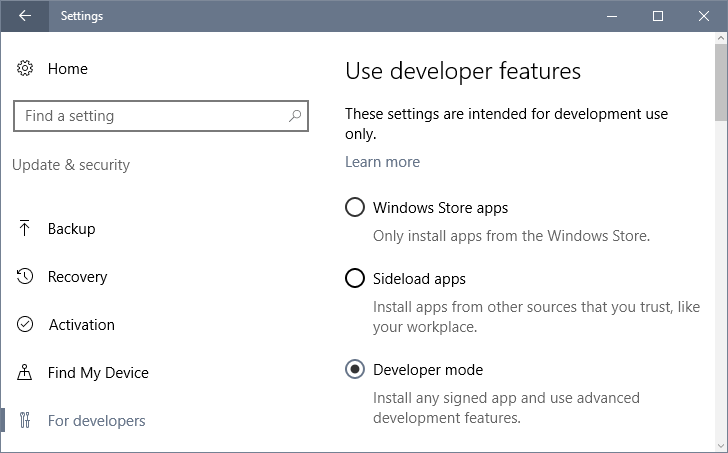 Settings
Home
Find a setting
Update & security
Backup
Recovery
Activation
Find My Device
For developers
Use developer features
These settings are intended for development use
only.
Learn more
Windows Store apps
Only install apps from the Windows Store.
Sideload apps
Install apps from other sources that you trust, like
your workplace.
Developer mode
Install any signed app and use advanced
development features.